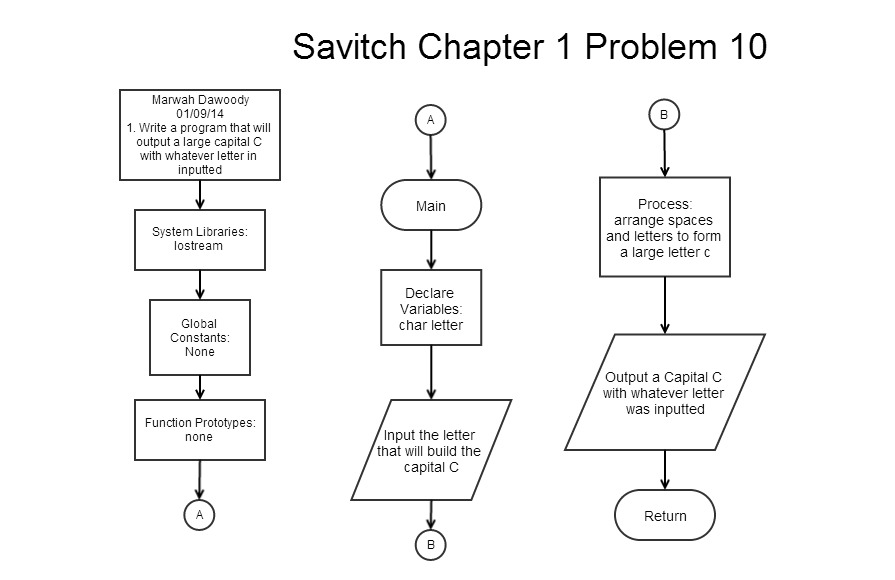 Savitch Chapter 1 Problem 10
Marwah Dawoody
01/09/14
1. Write a program that will
output a large capital C
with whatever letter in
inputted
System Libraries:
Iostream
Global
Constants:
None
Function Prototypes:
none
A
A
Main
Declare
Variables:
char letter
Input the letter
that will build the
capital C
B
B
Process:
arrange spaces
and letters to form
a large letter c
Output a Capital C
with whatever letter
was inputted
Return